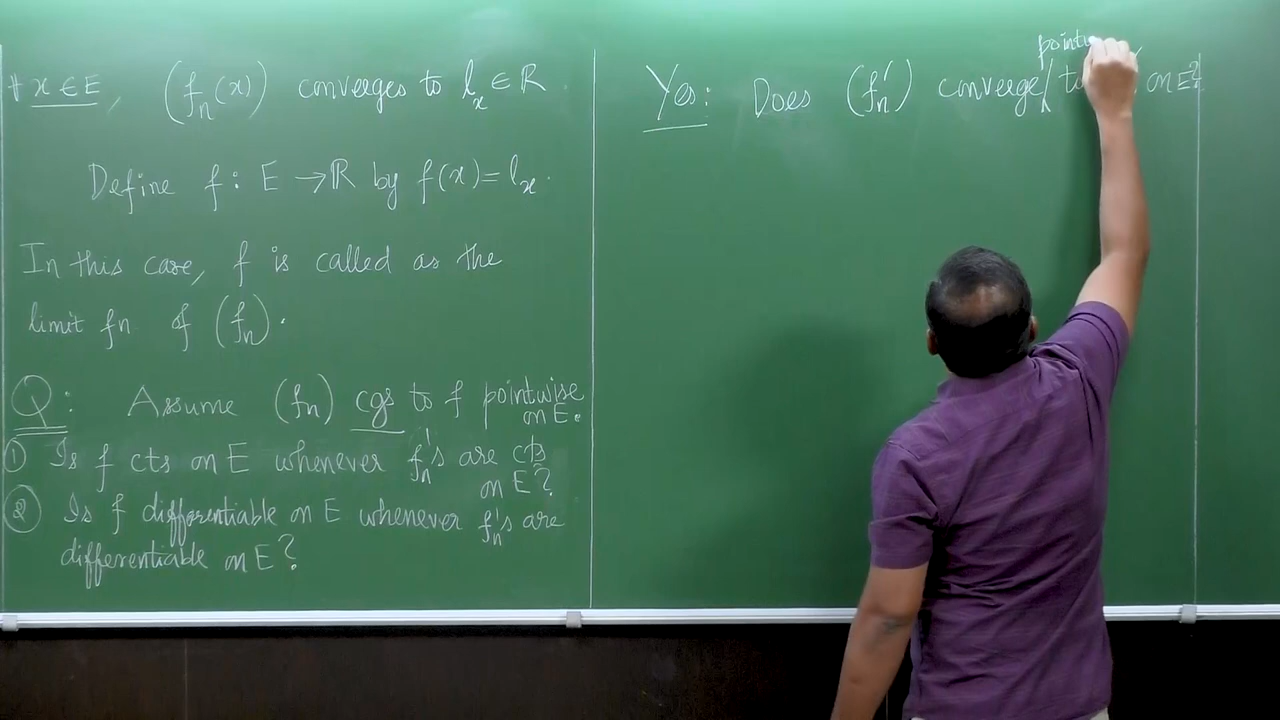 ∀ x ∈ E, (fₙ(x)) converges to lₓ ∈ ℝ.
Define f : E → ℝ by f(x) = lₓ.
In this case, f is called as the
limit fn of (fₙ).
Q: Assume (fₙ) cgs to f pointwise
on E.
① Is f cts on E whenever fₙ's are cts
on E?
② Is f differentiable on E whenever fₙ's are
differentiable on E?
Yes: Does (fₙ') converge to on E?